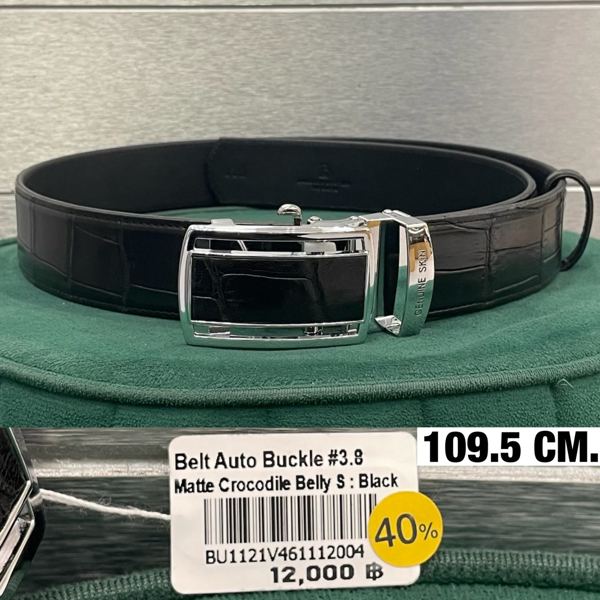 GENUINE SKIN
109.5 CM.
Belt Auto Buckle #3.8
Matte Crocodile Belly S : Black
40%
BU1121V461112004
12,000 ฿